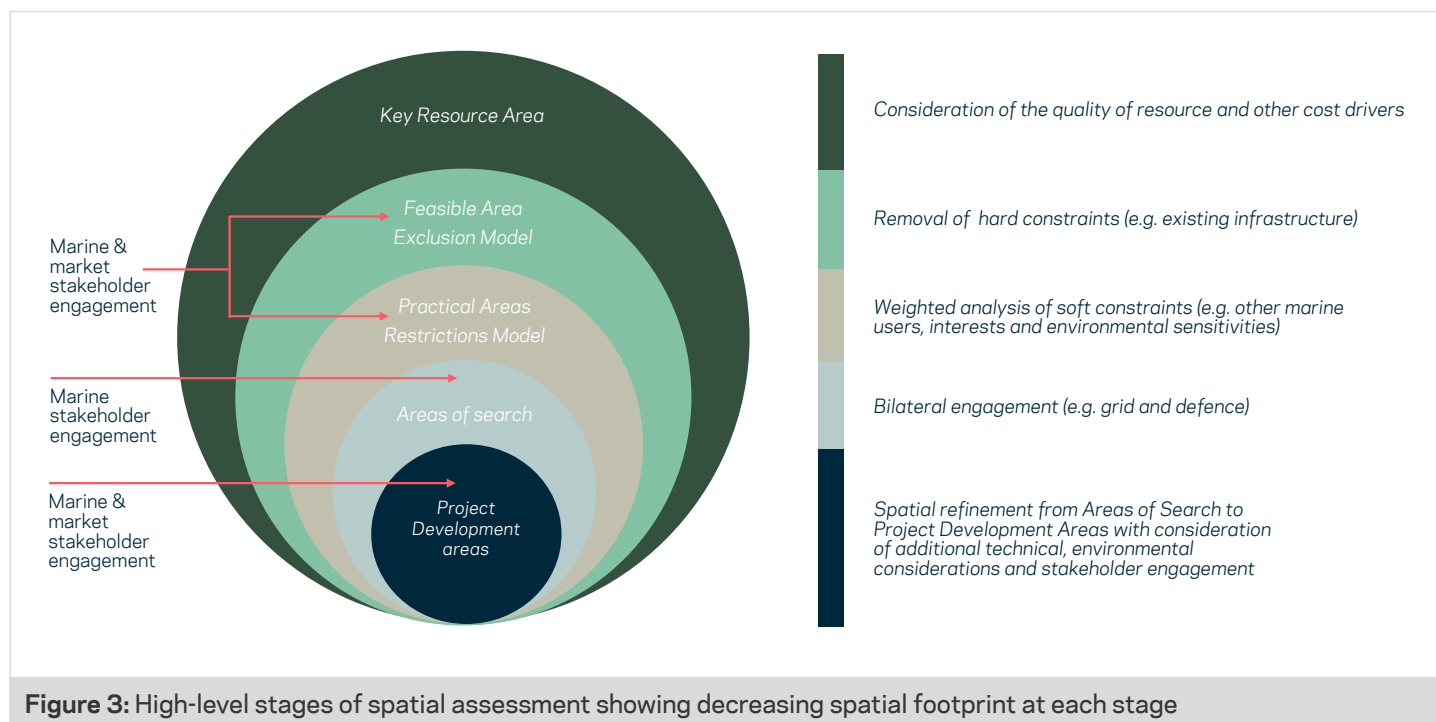 Key Resource Area
Feasible Area
Exclusion Model
Practical Areas
Restrictions Model
Areas of search
Project
Development
areas
Marine &
market
stakeholder
engagement
Marine
stakeholder
engagement
Marine &
market
stakeholder
engagement
Consideration of the quality of resource and other cost drivers
Removal of hard constraints (e.g. existing infrastructure)
Weighted analysis of soft constraints (e.g. other marine
users, interests and environmental sensitivities)
Bilateral engagement (e.g. grid and defence)
Spatial refinement from Areas of Search to
Project Development Areas with consideration
of additional technical, environmental
considerations and stakeholder engagement
Figure 3: High-level stages of spatial assessment showing decreasing spatial footprint at each stage